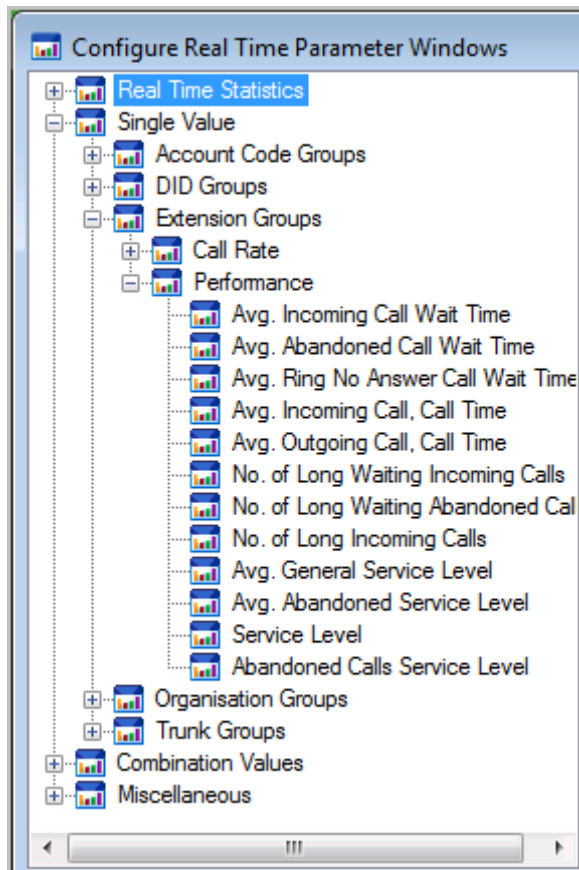 Configure Real Time Parameter Windows
Real Time Statistics
Single Value
Account Code Groups
DID Groups
Extension Groups
Call Rate
Performance
Avg. Incoming Call Wait Time
Avg. Abandoned Call Wait Time
Avg. Ring No Answer Call Wait Time
Avg. Incoming Call, Call Time
Avg. Outgoing Call, Call Time
No. of Long Waiting Incoming Calls
No. of Long Waiting Abandoned Cal
No. of Long Incoming Calls
Avg. General Service Level
Avg. Abandoned Service Level
Service Level
Abandoned Calls Service Level
Organisation Groups
Trunk Groups
Combination Values
Miscellaneous